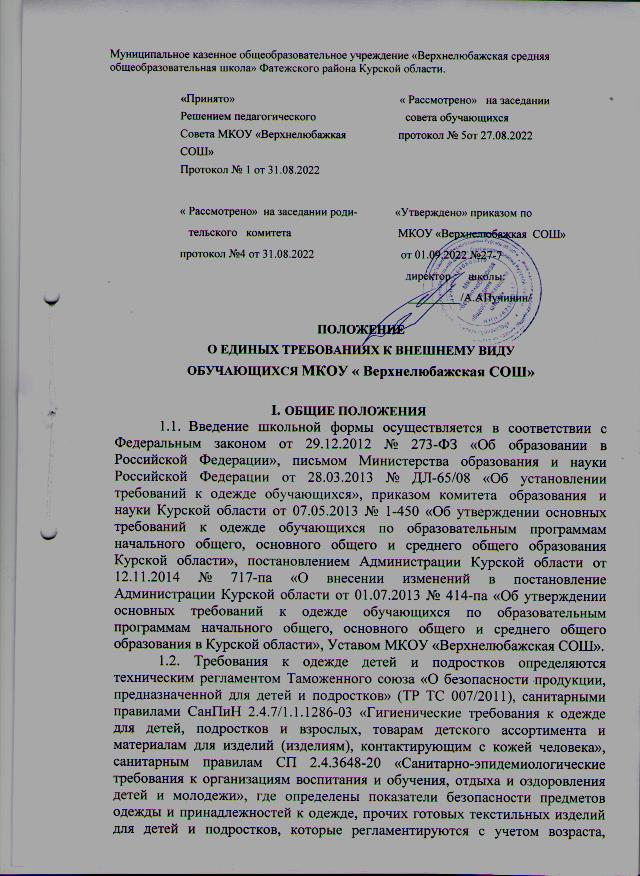 Муниципальное казенное общеобразовательное учреждение «Верхнелюбажская средняя
общеобразовательная школа» Фатежского района Курской области.
«Принято»
Решением педагогического
Совета МКОУ «Верхнелюбажкая
СОШ»
Протокол № 1 от 31.08.2022
« Рассмотрено» на заседании
совета обучающихся
протокол № 5от 27.08.2022
« Рассмотрено» на заседании роди-
тельского комитета
протокол №4 от 31.08.2022
«Утверждено» приказом по
МКОУ «Верхнелюбажкая СОШ»
от 01.09.2022 №27-7
директор школы:
/А.АПучинин/
ПОЛОЖЕНИЕ
О ЕДИНЫХ ТРЕБОВАНИЯХ К ВНЕШНЕМУ ВИДУ
ОБУЧАЮЩИХСЯ МКОУ « Верхнелюбажская СОШ»
I. ОБЩИЕ ПОЛОЖЕНИЯ
1.1. Введение школьной формы осуществляется в соответствии с
Федеральным законом от 29.12.2012 № 273-ФЗ «Об образовании в
Российской Федерации», письмом Министерства образования и науки
Российской Федерации от 28.03.2013 № ДЛ-65/08 «Об установлении
требований к одежде обучающихся», приказом комитета образования и
науки Курской области от 07.05.2013 № 1-450 «Об утверждении основных
требований к одежде обучающихся по образовательным программам
начального общего, основного общего и среднего общего образования
Курской области», постановлением Администрации Курской области от
12.11.2014 № 717-па «О внесении изменений в постановление
Администрации Курской области от 01.07.2013 № 414-па «Об утверждении
основных требований к одежде обучающихся по образовательным
программам начального общего, основного общего и среднего общего
образования в Курской области», Уставом МКОУ «Верхнелюбажская СОШ».
1.2. Требования к одежде детей и подростков определяются
техническим регламентом Таможенного союза «О безопасности продукции,
предназначенной для детей и подростков» (ТР ТС 007/2011), санитарными
правилами СанПиН 2.4.7/1.1.1286-03 «Гигиенические требования к одежде
для детей, подростков и взрослых, товарам детского ассортимента и
материалам для изделий (изделиям), контактирующим с кожей человека»,
санитарным правилам СП 2.4.3648-20 «Санитарно-эпидемиологические
требования к организациям воспитания и обучения, отдыха и оздоровления
детей и молодежи», где определены показатели безопасности предметов
одежды и принадлежностей к одежде, прочих готовых текстильных изделий
для детей и подростков, которые регламентируются с учетом возраста,